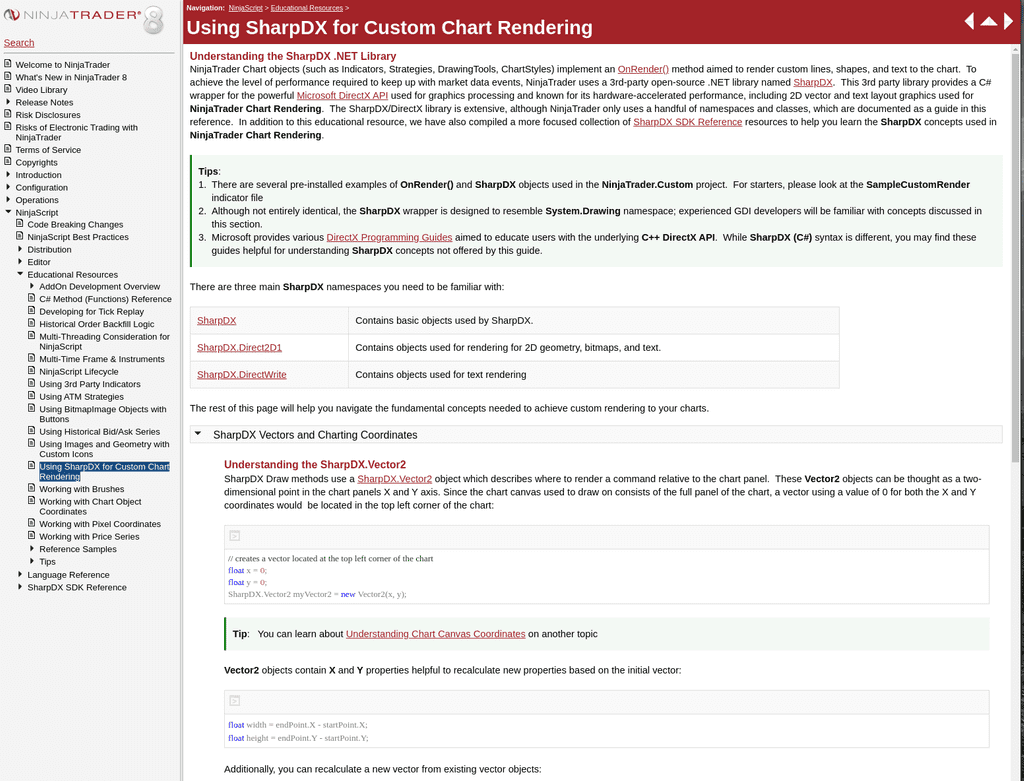 NINJATRADER® 8
Search
Welcome to NinjaTrader
What's New in NinjaTrader 8
Video Library
Release Notes
Risk Disclosures
Risks of Electronic Trading with
NinjaTrader
Terms of Service
Copyrights
Introduction
Configuration
Operations
NinjaScript
Code Breaking Changes
NinjaScript Best Practices
Distribution
Editor
Educational Resources
AddOn Development Overview
C# Method (Functions) Reference
Developing for Tick Replay
Historical Order Backfill Logic
Multi-Threading Consideration for
NinjaScript
Multi-Time Frame & Instruments
NinjaScript Lifecycle
Using 3rd Party Indicators
Using ATM Strategies
Using BitmapImage Objects with
Buttons
Using Historical Bid/Ask Series
Using Images and Geometry with
Custom Icons
Using SharpDX for Custom Chart
Rendering
Working with Brushes
Working with Chart Object
Coordinates
Working with Pixel Coordinates
Working with Price Series
Reference Samples
Tips
Language Reference
SharpDX SDK Reference
Navigation: NinjaScript > Educational Resources >
Using SharpDX for Custom Chart Rendering
Understanding the SharpDX .NET Library
NinjaTrader Chart objects (such as Indicators, Strategies, DrawingTools, ChartStyles) implement an OnRender() method aimed to render custom lines, shapes, and text to the chart.  To
achieve the level of performance required to keep up with market data events, NinjaTrader uses a 3rd-party open-source .NET library named SharpDX.  This 3rd party library provides a C#
wrapper for the powerful Microsoft DirectX API used for graphics processing and known for its hardware-accelerated performance, including 2D vector and text layout graphics used for
NinjaTrader Chart Rendering.  The SharpDX/DirectX library is extensive, although NinjaTrader only uses a handful of namespaces and classes, which are documented as a guide in this
reference.  In addition to this educational resource, we have also compiled a more focused collection of SharpDX SDK Reference resources to help you learn the SharpDX concepts used in
NinjaTrader Chart Rendering.
Tips:
1. There are several pre-installed examples of OnRender() and SharpDX objects used in the NinjaTrader.Custom project.  For starters, please look at the SampleCustomRender
indicator file
2. Although not entirely identical, the SharpDX wrapper is designed to resemble System.Drawing namespace; experienced GDI developers will be familiar with concepts discussed in
this section.
3. Microsoft provides various DirectX Programming Guides aimed to educate users with the underlying C++ DirectX API.  While SharpDX (C#) syntax is different, you may find these
guides helpful for understanding SharpDX concepts not offered by this guide.
There are three main SharpDX namespaces you need to be familiar with:
SharpDX Contains basic objects used by SharpDX.
SharpDX.Direct2D1 Contains objects used for rendering for 2D geometry, bitmaps, and text.
SharpDX.DirectWrite Contains objects used for text rendering
The rest of this page will help you navigate the fundamental concepts needed to achieve custom rendering to your charts.
SharpDX Vectors and Charting Coordinates
Understanding the SharpDX.Vector2
SharpDX Draw methods use a SharpDX.Vector2 object which describes where to render a command relative to the chart panel.  These Vector2 objects can be thought as a two-
dimensional point in the chart panels X and Y axis. Since the chart canvas used to draw on consists of the full panel of the chart, a vector using a value of 0 for both the X and Y
coordinates would  be located in the top left corner of the chart:
// creates a vector located at the top left corner of the chart
float x = 0;
float y = 0;
SharpDX.Vector2 myVector2 = new Vector2(x, y);
Tip:   You can learn about Understanding Chart Canvas Coordinates on another topic
Vector2 objects contain X and Y properties helpful to recalculate new properties based on the initial vector:
float width = endPoint.X - startPoint.X;
float height = endPoint.Y - startPoint.Y;
Additionally, you can recalculate a new vector from existing vector objects: